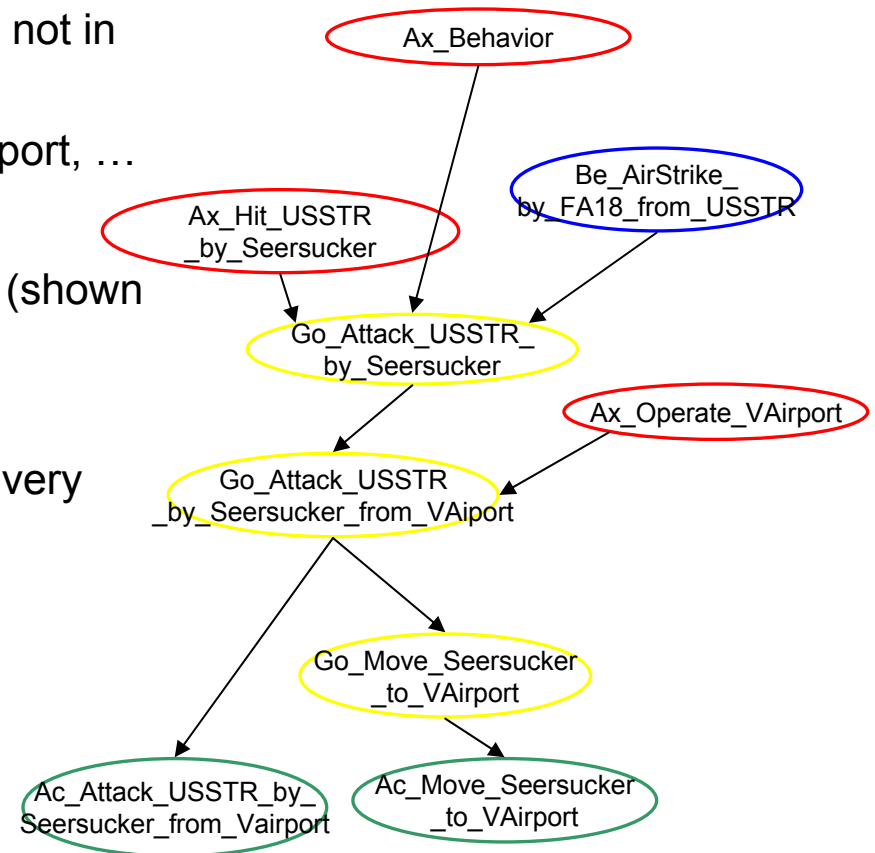 not in
Ax_Behavior
port, …
Be_AirStrike_
by_FA18_from_USSTR
Ax_Hit_USSTR
_by_Seersucker
(shown
Go_Attack_USSTR_
by_Seersucker
Ax_Operate_VAirport
very
Go_Attack_USSTR
_by_Seersucker_from_VAiport
Go_Move_Seersucker
_to_VAirport
Ac_Attack_USSTR_by_
Seersucker_from_Vairport
Ac_Move_Seersucker
_to_VAirport